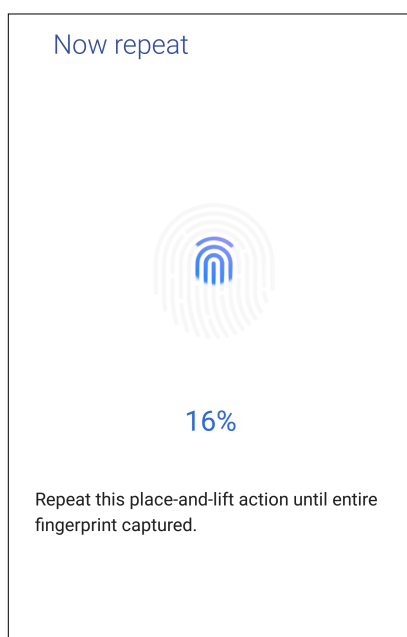 Now repeat
16%
Repeat this place-and-lift action until entire
fingerprint captured.